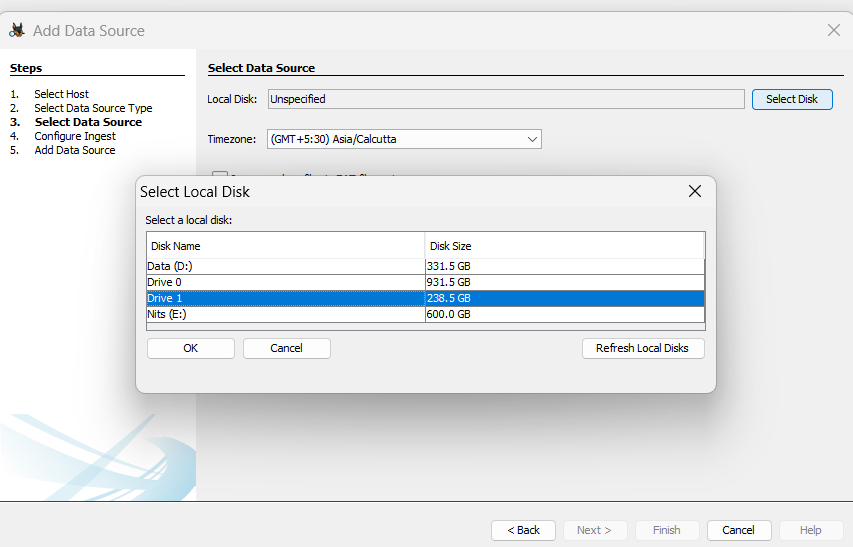 Add Data Source
Steps
1. Select Host
2. Select Data Source Type
3. Select Data Source
4. Configure Ingest
5. Add Data Source
Select Data Source
Local Disk: Unspecified Select Disk
Timezone: (GMT+5:30) Asia/Calcutta
Select Local Disk
Select a local disk:
Disk Name Disk Size
Data (D:) 331.5 GB
Drive 0 931.5 GB
Drive 1 238.5 GB
Nits (E:) 600.0 GB
OK Cancel Refresh Local Disks
< Back Next > Finish Cancel Help